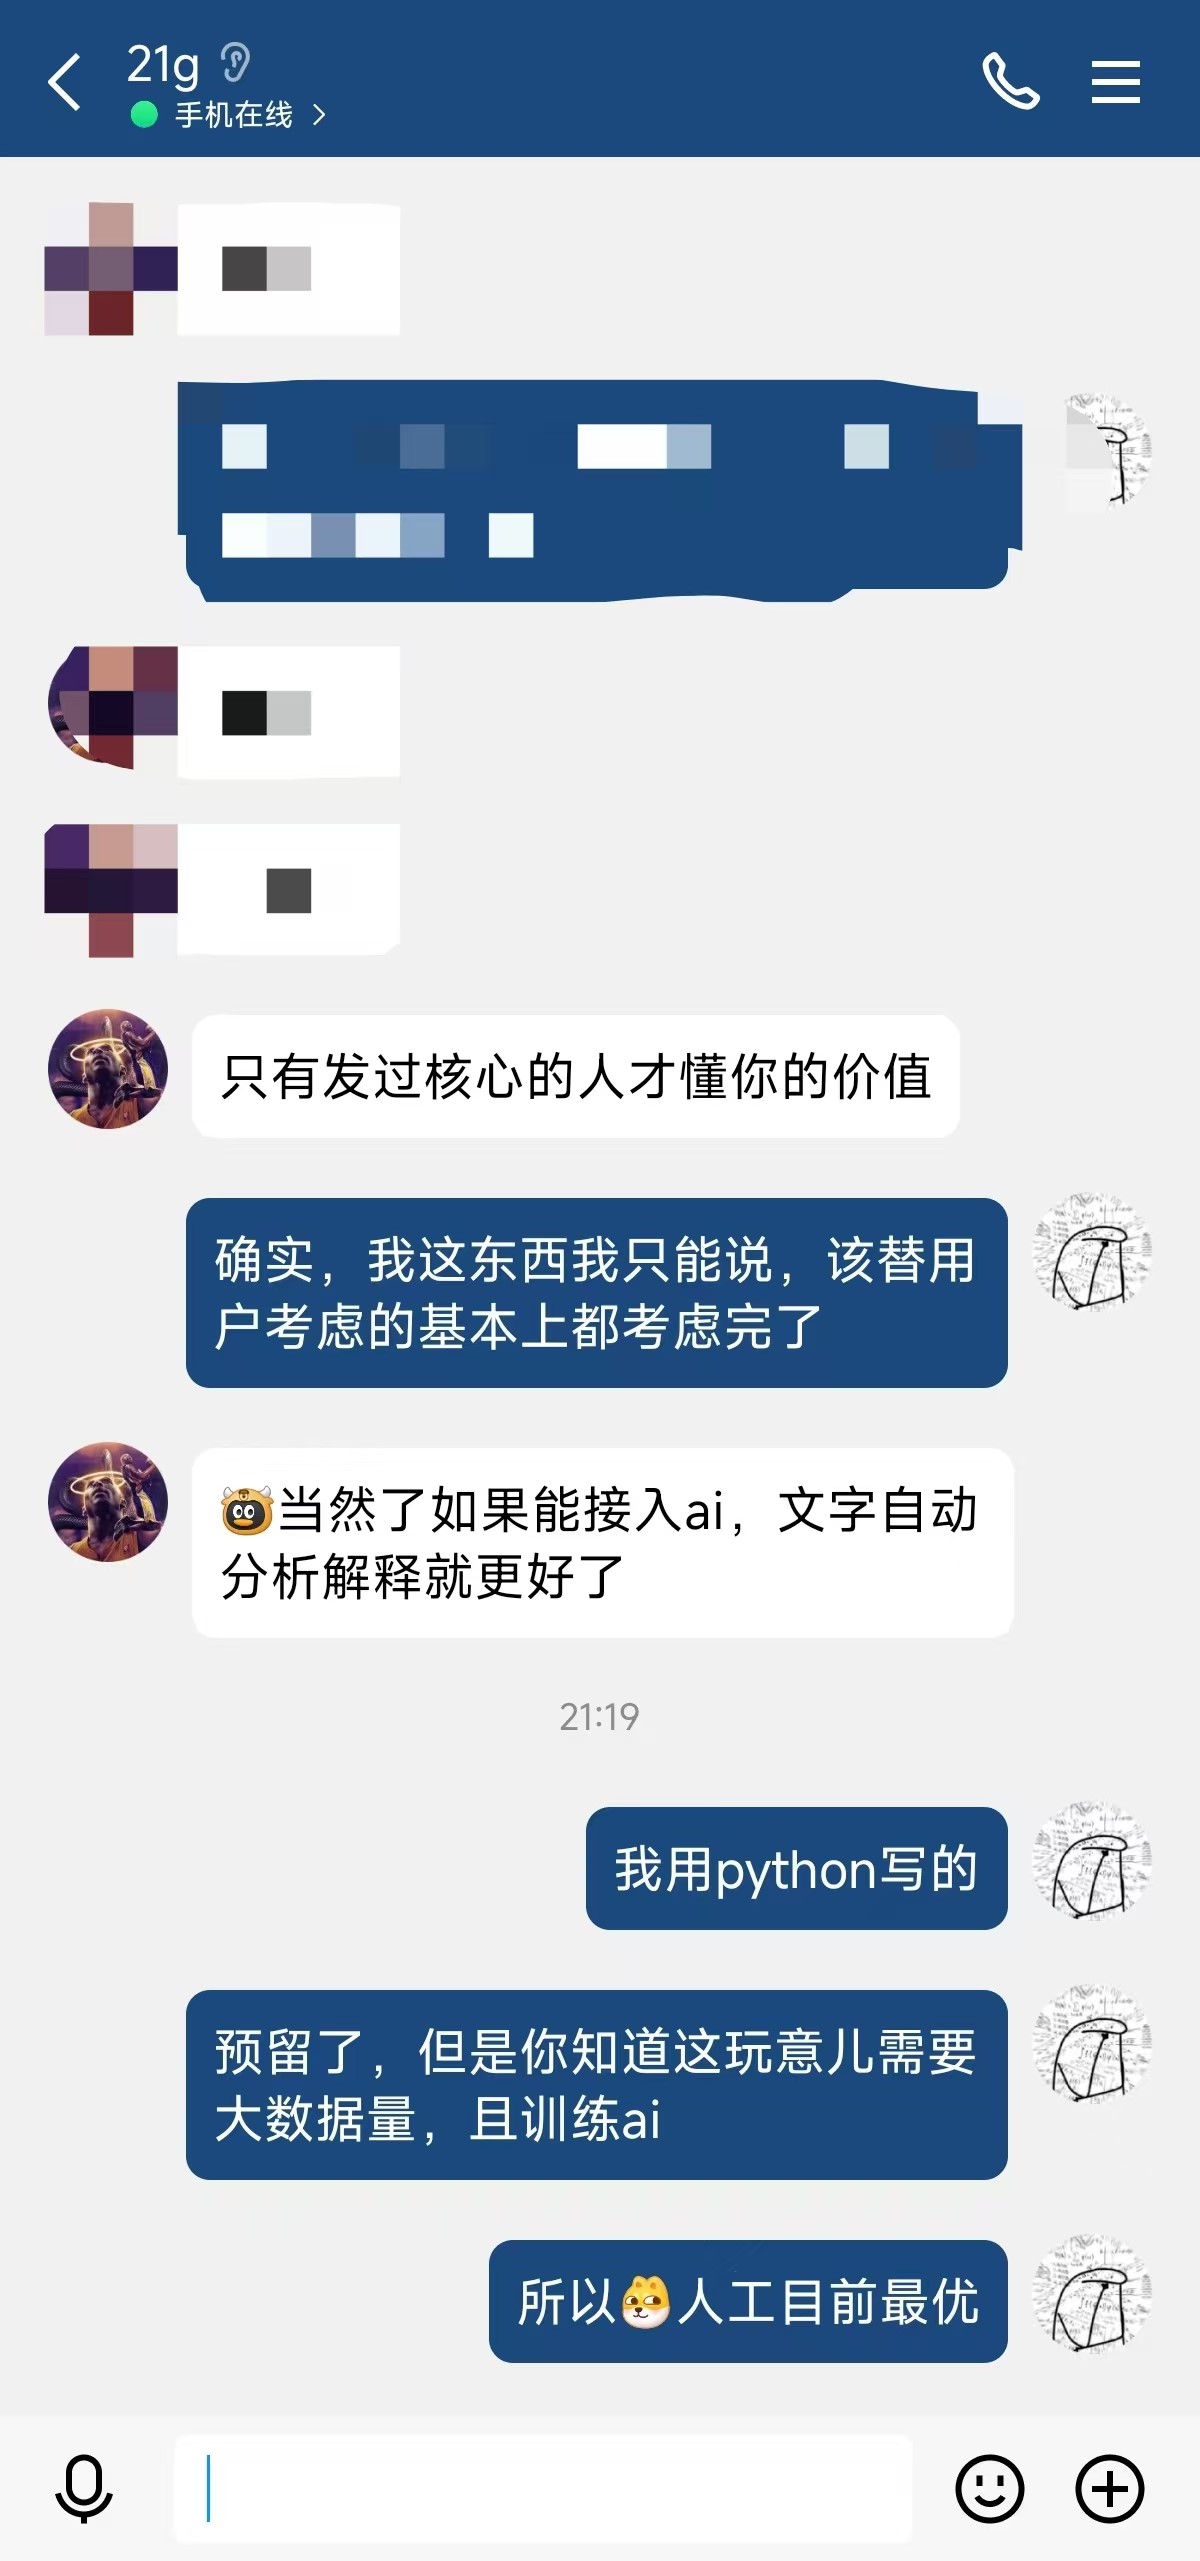 21g
手机在线
只有发过核心的人才懂你的价值
确实，我这东西我只能说，该替用
户考虑的基本上都考虑完了
当然了如果能接入ai，文字自动
分析解释就更好了
21:19
我用python写的
预留了，但是你知道这玩意儿需要
大数据量，且训练ai
所以🐶人工目前最优